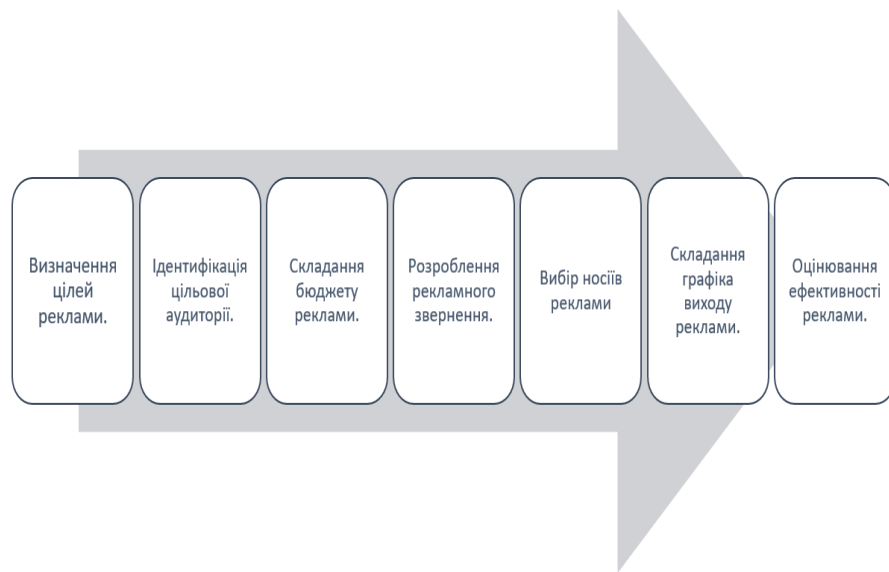 Визначення
цілей
реклами.
Ідентифікація
цільової
аудиторії.
Складання
бюджету
реклами.
Розроблення
рекламного
звернення.
Вибір носіїв
реклами
Складання
графіка
виходу
реклами.
Оцінювання
ефективності
реклами.